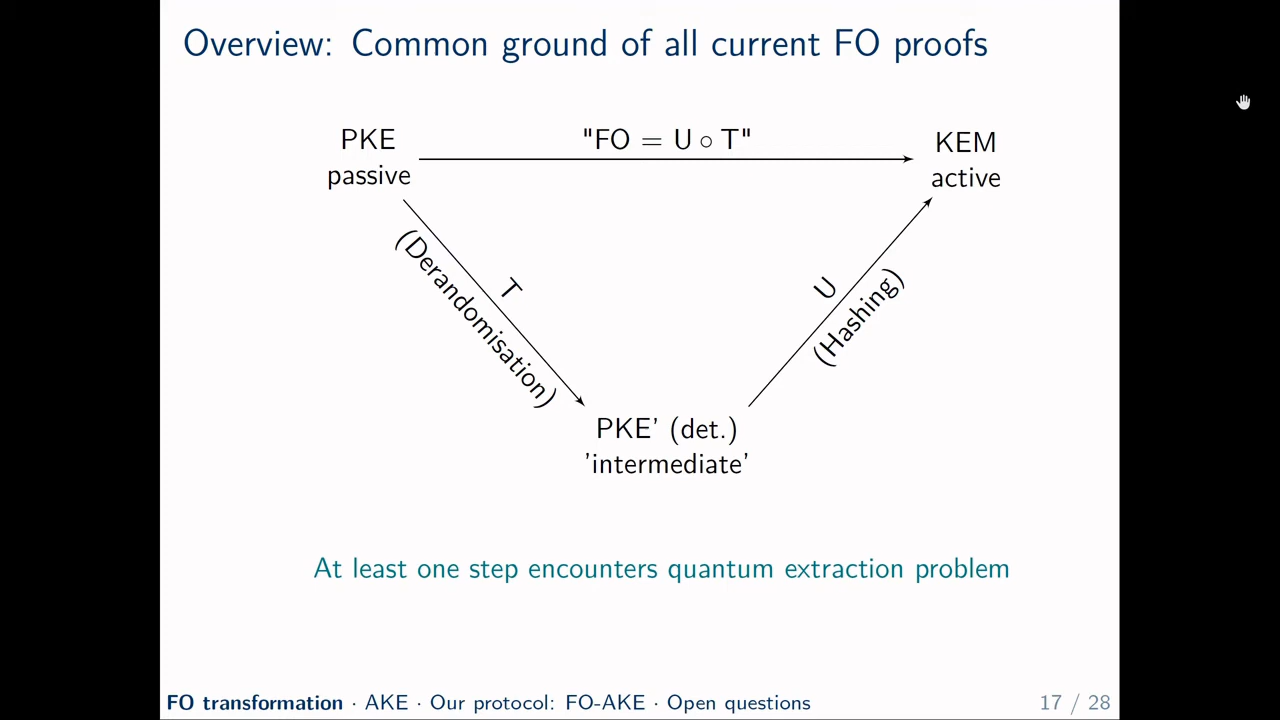 Overview: Common ground of all current FO proofs
PKE
passive
"FO = U ∘ T"
KEM
active
T
(Derandomisation)
U
(Hashing)
PKE' (det.)
'intermediate'
At least one step encounters quantum extraction problem
FO transformation · AKE · Our protocol: FO-AKE · Open questions
17 / 28